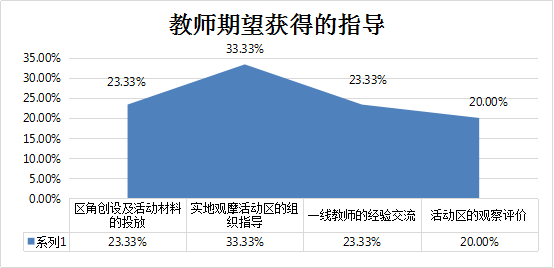 教师期望获得的指导
35.00%
30.00%
25.00%
20.00%
15.00%
10.00%
5.00%
0.00%
23.33%
33.33%
23.33%
20.00%
区角创设及活动材料
的投放
实地观摩活动区的组
织指导
一线教师的经验交流
活动区的观察评价
系列1 23.33% 33.33% 23.33% 20.00%